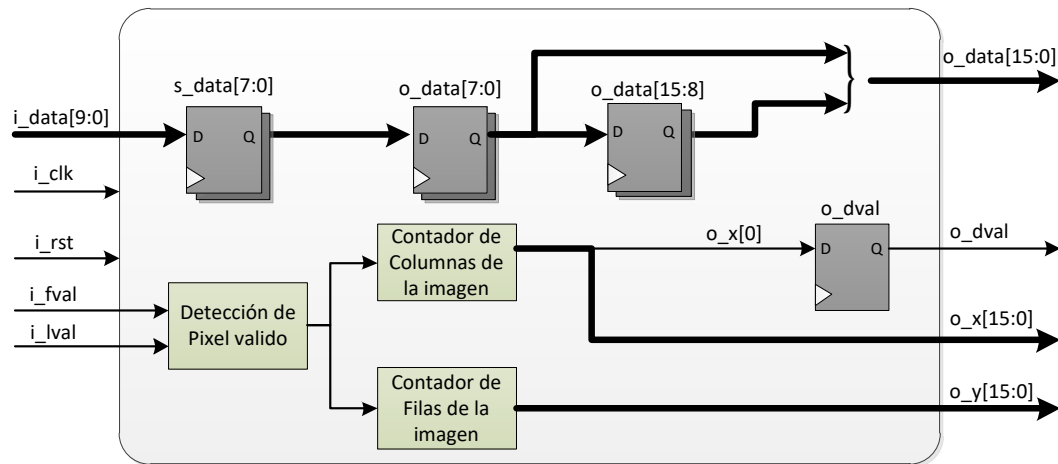 s_data[7:0]
o_data[7:0]
o_data[15:8]
o_data[15:0]
i_data[9:0]
D
Q
D
Q
D
Q
i_clk
i_rst
Contador de
Columnas de
la imagen
o_x[0]
o_dval
D
Q
o_dval
i_fval
i_lval
Detección de
Pixel valido
o_x[15:0]
Contador de
Filas de la
imagen
o_y[15:0]